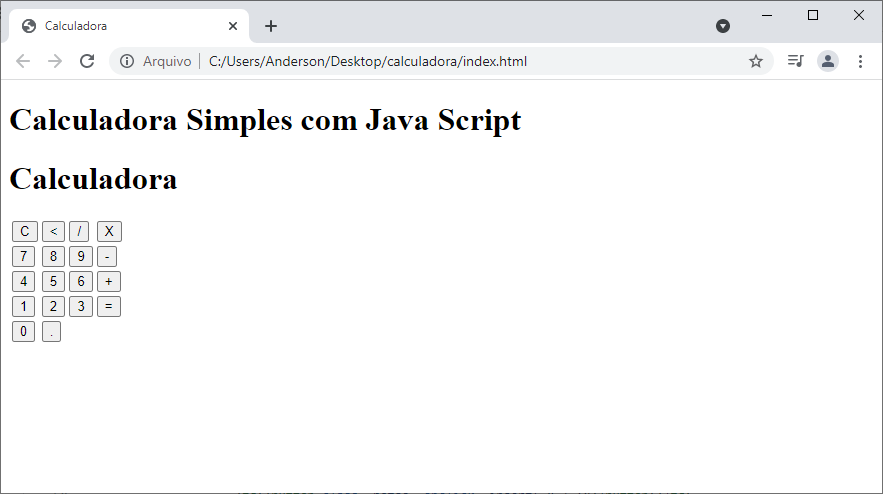 Calculadora
Arquivo | C:/Users/Anderson/Desktop/calculadora/index.html
Calculadora Simples com Java Script
Calculadora
C < / X
7 8 9 -
4 5 6 +
1 2 3 =
0 .